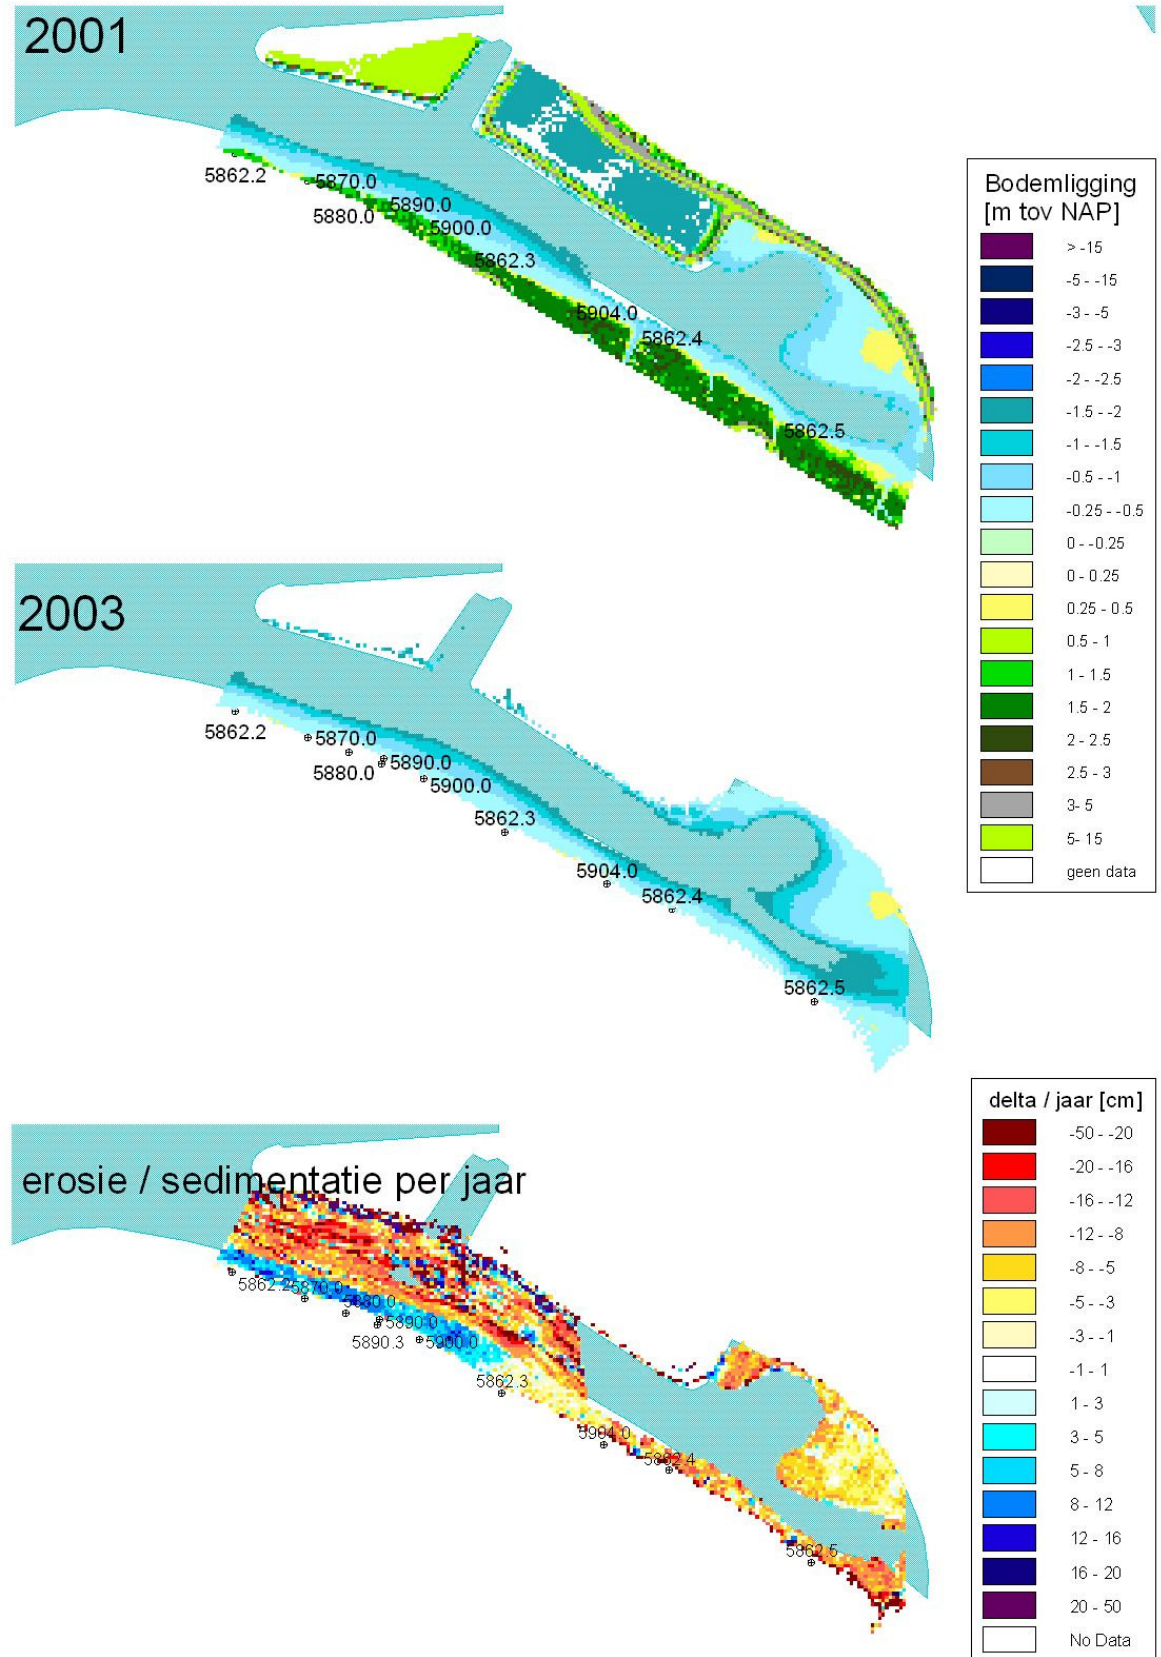 2001
5862.2
5870.0
5880.0
5890.0
5900.0
5862.3
5904.0
5862.4
5862.5
Bodemligging
[m tov NAP]
> -15
-5 - -15
-3 - -5
-2.5 - -3
-2 - -2.5
-1.5 - -2
-1 - -1.5
-0.5 - -1
-0.25 - -0.5
0 - -0.25
0 - 0.25
0.25 - 0.5
0.5 - 1
1 - 1.5
1.5 - 2
2 - 2.5
2.5 - 3
3- 5
5- 15
geen data
2003
5862.2
5870.0
5880.0
5890.0
5900.0
5862.3
5904.0
5862.4
5862.5
erosie / sedimentatie per jaar
5862.2
5870.0
5880.0
5890.0
5890.3
5900.0
5862.3
5904.0
5862.4
5862.5
delta / jaar [cm]
-50 - -20
-20 - -16
-16 - -12
-12 - -8
-8 - -5
-5 - -3
-3 - -1
-1 - 1
1 - 3
3 - 5
5 - 8
8 - 12
12 - 16
16 - 20
20 - 50
No Data